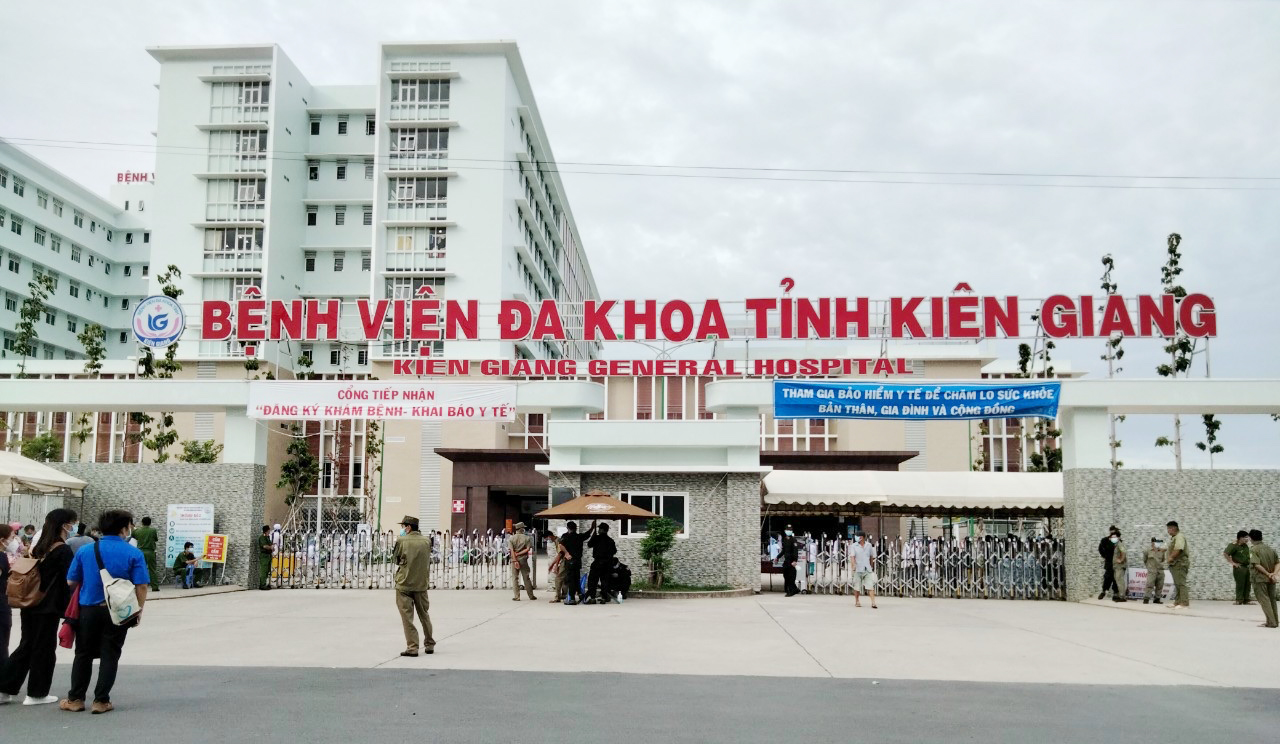 BỆNH V
BỆNH VIỆN ĐA KHOA TỈNH KIÊN GIANG
KIEN GIANG GENERAL HOSPITAL
CỔNG TIẾP NHẬN
"ĐĂNG KÝ KHÁM BỆNH- KHAI BÁO Y TẾ"
THAM GIA BẢO HIỂM Y TẾ ĐỂ CHĂM LO SỨC KHỎE
BẢN THÂN, GIA ĐÌNH VÀ CỘNG ĐỒNG